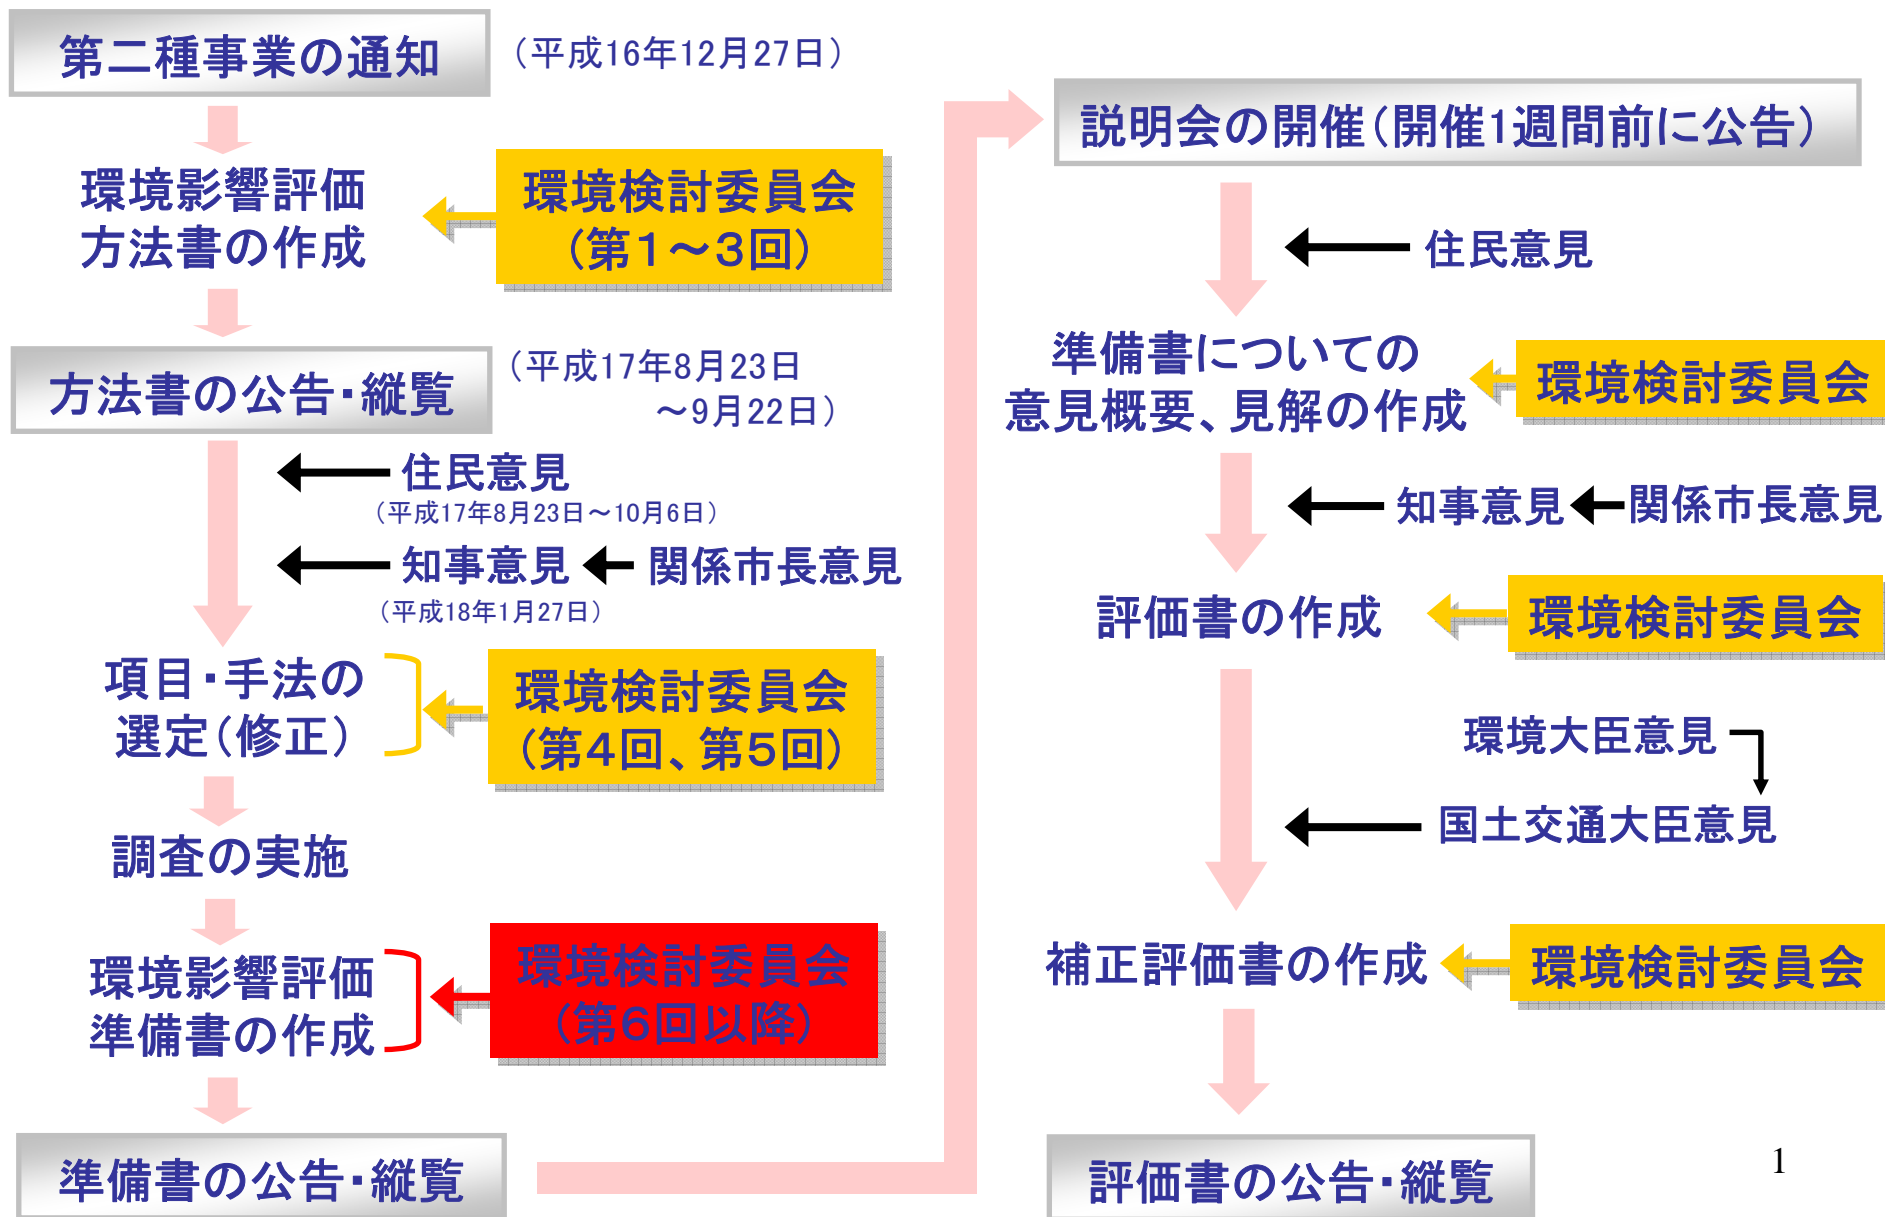 第二種事業の通知
（平成16年12月27日）
環境影響評価
方法書の作成
環境検討委員会
（第１～３回）
方法書の公告・縦覧
（平成17年8月23日
～9月22日）
住民意見
（平成17年8月23日～10月6日）
知事意見
関係市長意見
（平成18年1月27日）
項目・手法の
選定（修正）
環境検討委員会
（第４回、第５回）
調査の実施
環境影響評価
準備書の作成
環境検討委員会
（第６回以降）
準備書の公告・縦覧
説明会の開催（開催1週間前に公告）
住民意見
準備書についての
意見概要、見解の作成
環境検討委員会
知事意見
関係市長意見
評価書の作成
環境検討委員会
環境大臣意見
国土交通大臣意見
補正評価書の作成
環境検討委員会
評価書の公告・縦覧
1